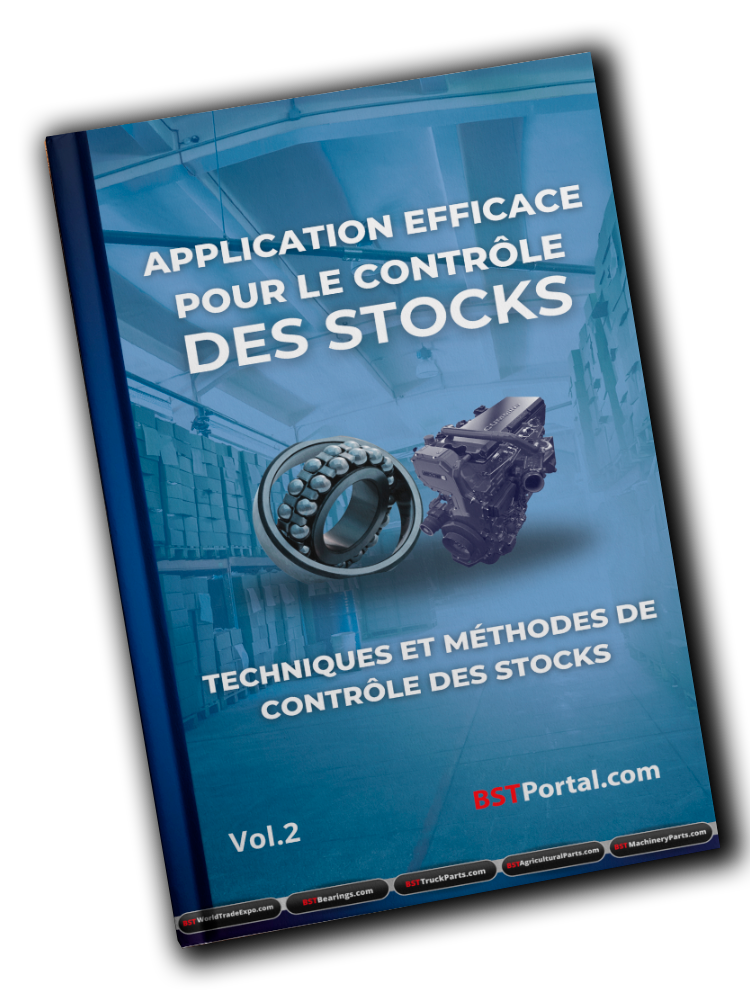 APPLICATION EFFICACE
POUR LE CONTRÔLE
DES STOCKS
TECHNIQUES ET MÉTHODES DE
CONTRÔLE DES STOCKS
BSTPortal.com
Vol.2
BSTWorldTradeExpo.com
BSTBearings.com
BSTTruckParts.com
BSTAgriculturalParts.com
BSTMachineryParts.com